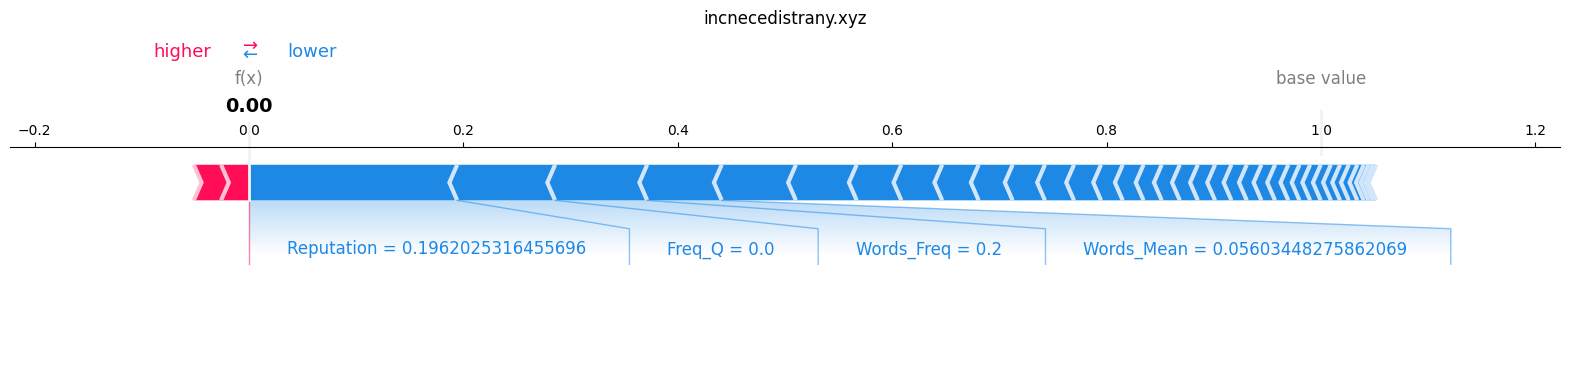 incnecedistrany.xyz
higher ⇄ lower
f(x) base value
0.00
−0.2 0.0 0.2 0.4 0.6 0.8 1.0 1.2
Reputation = 0.1962025316455696 Freq_Q = 0.0 Words_Freq = 0.2 Words_Mean = 0.05603448275862069